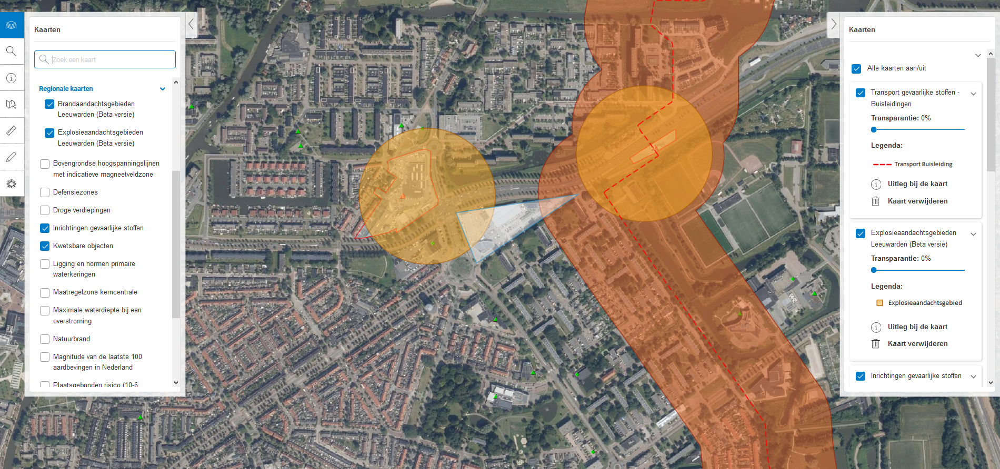 Kaarten
Zoek een kaart
Regionale kaarten
Brandaandachtsgebieden
Leeuwarden (Beta versie)
Explosieaandachtsgebieden
Leeuwarden (Beta versie)
Bovengrondse hoogspanningslijnen
met indicatieve magneetveldzone
Defensiezones
Droge verdiepingen
Inrichtingen gevaarlijke stoffen
Kwetsbare objecten
Ligging en normen primaire
waterkeringen
Maatregelzone kerncentrale
Maximale waterdiepte bij een
overstroming
Natuurbrand
Magnitude van de laatste 100
aardbevingen in Nederland
Plaatsgebonden risico (10-6
Kaarten
Alle kaarten aan/uit
Transport gevaarlijke stoffen -
Buisleidingen
Transparantie: 0%
Legenda:
Transport Buisleiding
Uitleg bij de kaart
Kaart verwijderen
Explosieaandachtsgebieden
Leeuwarden (Beta versie)
Transparantie: 0%
Legenda:
Explosieaandachtsgebied
Uitleg bij de kaart
Kaart verwijderen
Inrichtingen gevaarlijke stoffen